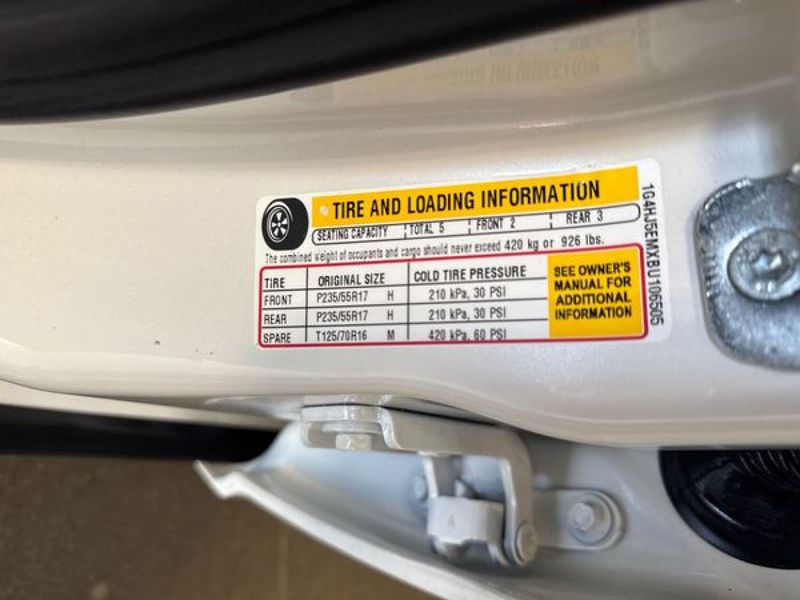 TIRE AND LOADING INFORMATION
SEATING CAPACITY TOTAL 5 FRONT 2 REAR 3
The combined weight of occupants and cargo should never exceed 420 kg or 926 lbs.
TIRE ORIGINAL SIZE COLD TIRE PRESSURE
FRONT P235/55R17 H 210 kPa, 30 PSI
REAR P235/55R17 H 210 kPa, 30 PSI
SPARE T125/70R16 M 420 kPa, 60 PSI
SEE OWNER'S
MANUAL FOR
ADDITIONAL
INFORMATION
1G4HJ5EMXBU106505